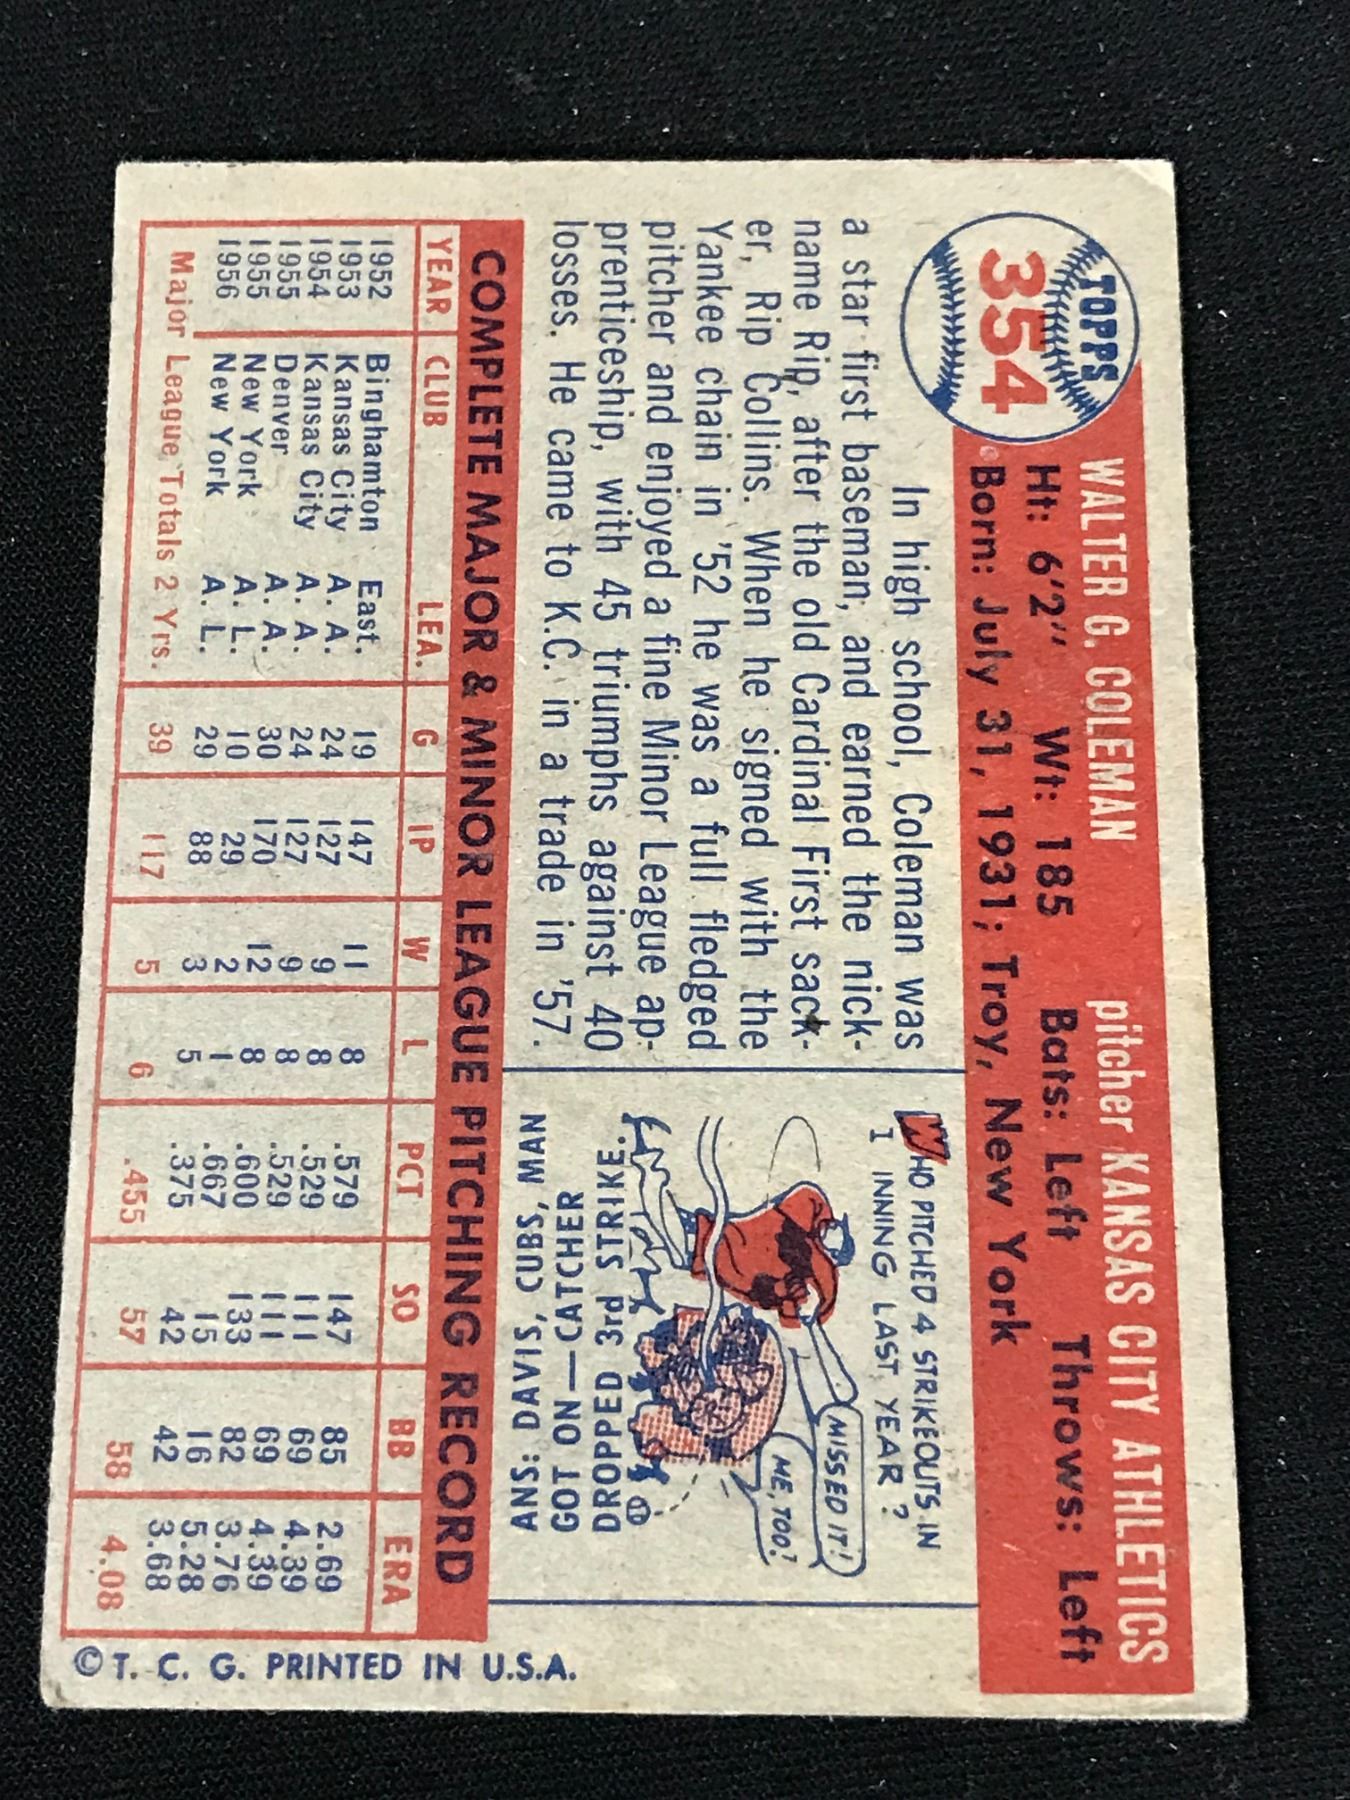 TOPPS
354
WALTER G. COLEMAN pitcher KANSAS CITY ATHLETICS
Ht: 6'2" Wt: 185 Bats: Left Throws: Left
Born: July 31, 1931; Troy, New York
In high school, Coleman was
a star first baseman, and earned the nick-
name Rip, after the old Cardinal First sack-
er, Rip Collins. When he signed with the
Yankee chain in '52 he was a full fledged
pitcher and enjoyed a fine Minor League ap-
prenticeship, with 45 triumphs against 40
losses. He came to K.C. in a trade in '57.
WHO PITCHED 4 STRIKEOUTS IN
1 INNING LAST YEAR?
MISSED IT!
ME, TOO?
ANS: DAVIS, CUBS, MAN
GOT ON—CATCHER
DROPPED 3rd STRIKE.
COMPLETE MAJOR & MINOR LEAGUE PITCHING RECORD
YEAR CLUB LEA. G IP W L PCT SO BB ERA
1952 Binghamton East. 19 147 11 8 .579 147 85 2.69
1953 Kansas City A. A. 24 127 9 8 .529 111 69 4.39
1954 Kansas City A. A. 24 127 9 8 .529 111 69 4.39
1955 Denver A. A. 30 170 12 8 .600 133 82 3.76
1955 New York A. L. 10 29 2 1 .667 15 16 5.28
1956 New York A. L. 29 88 3 5 .375 42 42 3.68
Major League Totals 2 Yrs. 39 117 5 6 .455 57 58 4.08
© T. C. G. PRINTED IN U.S.A.